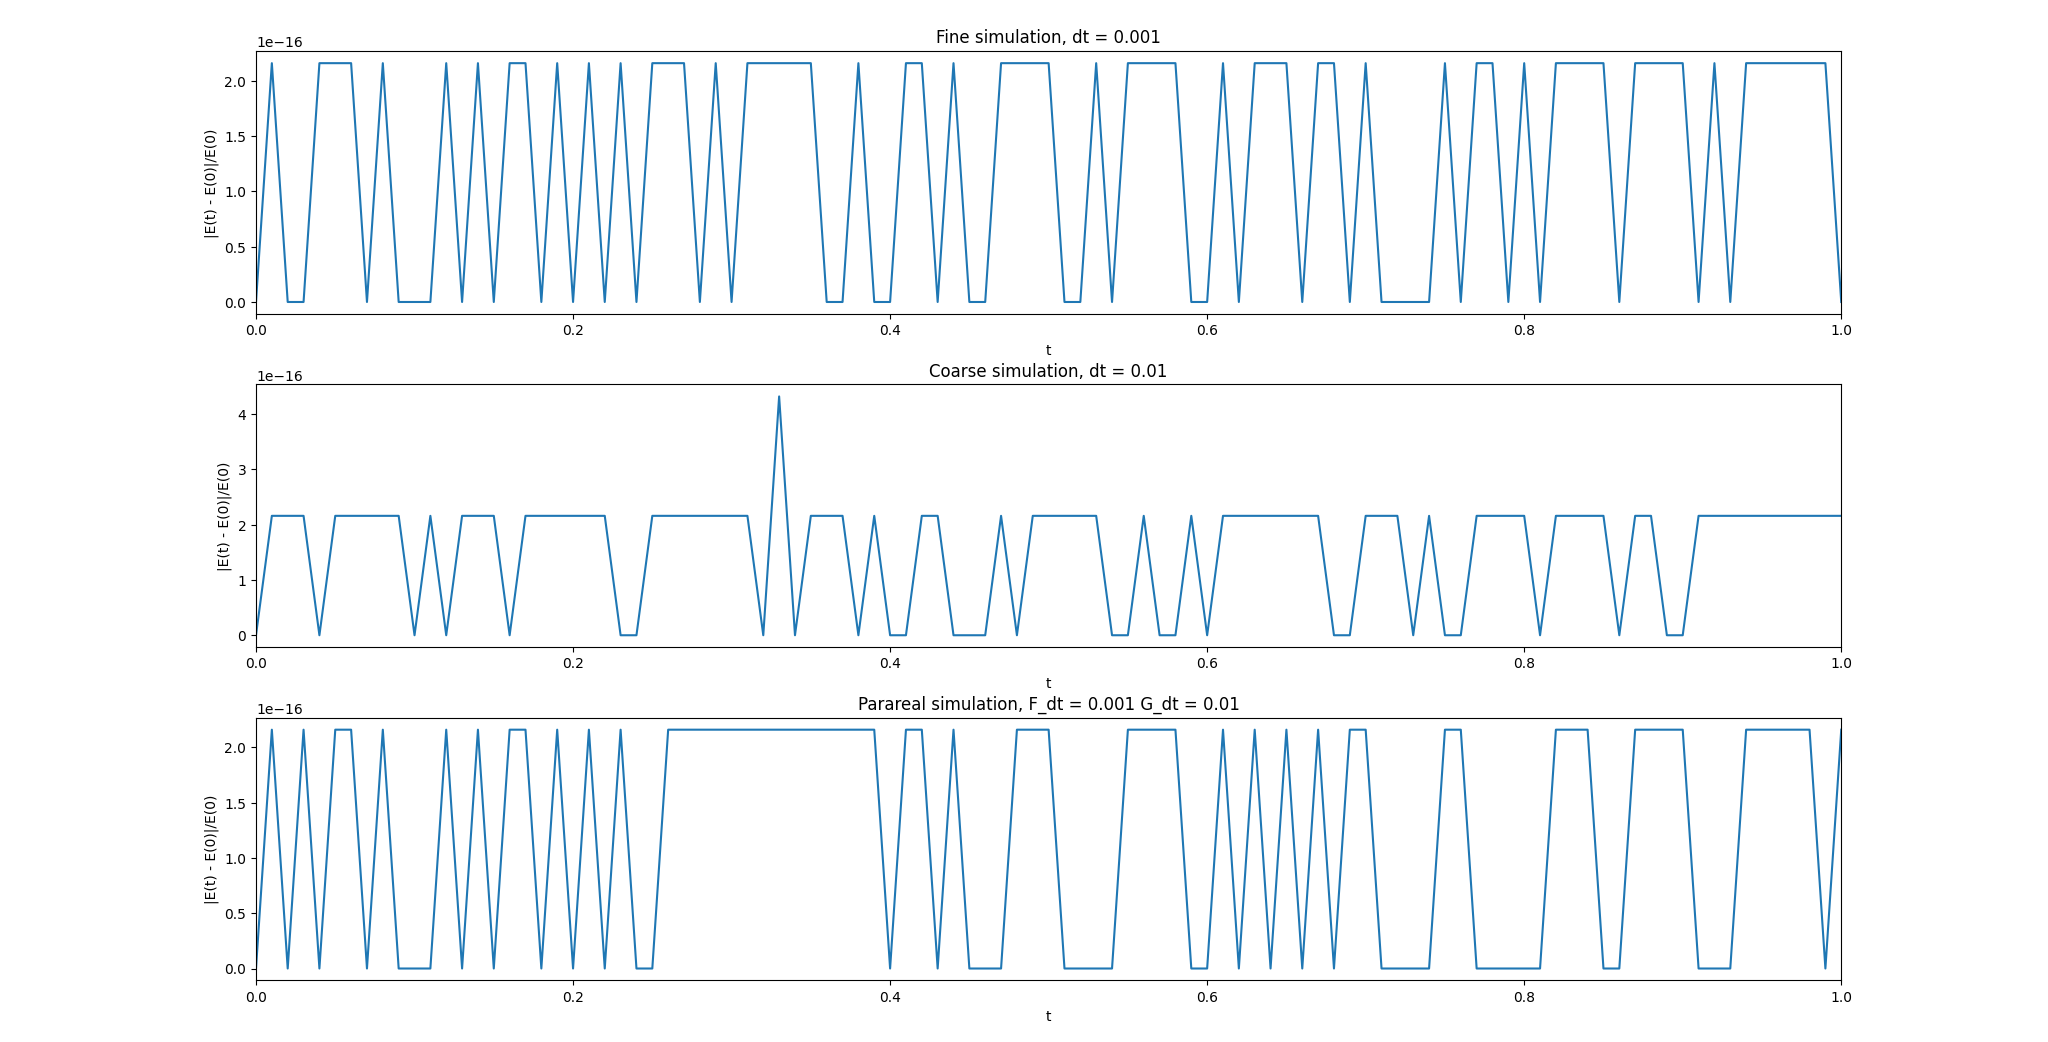 Fine simulation, dt = 0.001
1e−16
2.0
1.5
1.0
0.5
0.0
|E(t) - E(0)|/E(0)
0.0 0.2 0.4 0.6 0.8 1.0
t
Coarse simulation, dt = 0.01
1e−16
4
3
2
1
0
|E(t) - E(0)|/E(0)
0.0 0.2 0.4 0.6 0.8 1.0
t
Parareal simulation, F_dt = 0.001 G_dt = 0.01
1e−16
2.0
1.5
1.0
0.5
0.0
|E(t) - E(0)|/E(0)
0.0 0.2 0.4 0.6 0.8 1.0
t